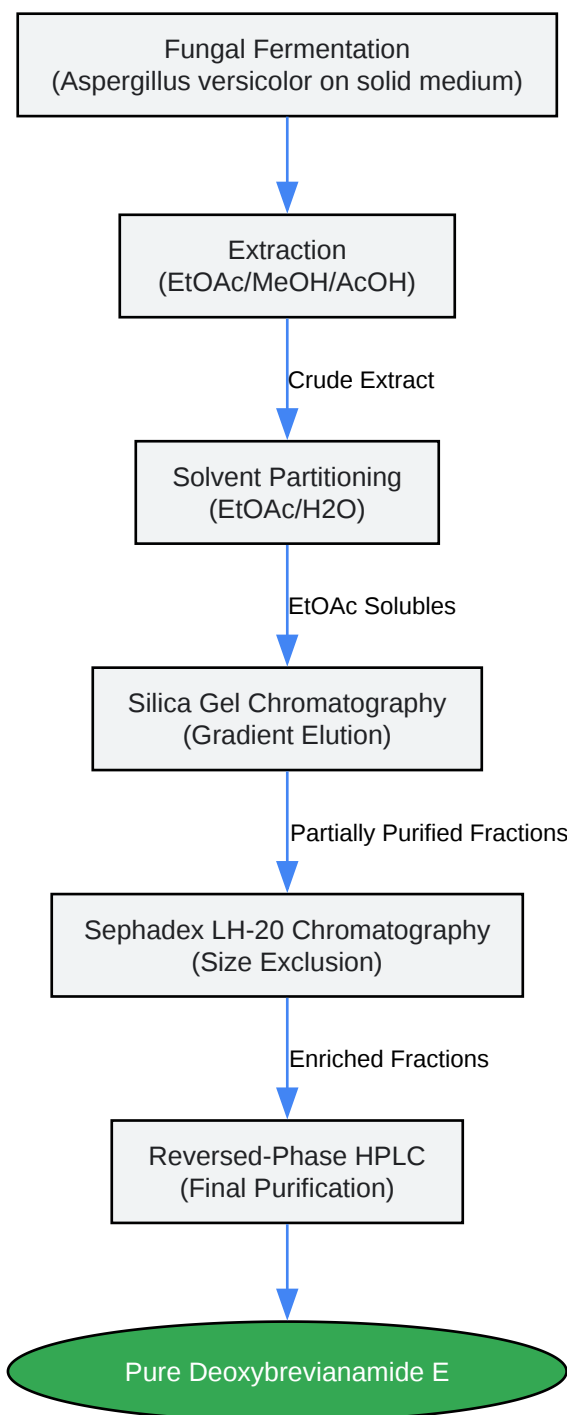 Fungal Fermentation
(Aspergillus versicolor on solid medium)
Extraction
(EtOAc/MeOH/AcOH)
Crude Extract
Solvent Partitioning
(EtOAc/H2O)
EtOAc Solubles
Silica Gel Chromatography
(Gradient Elution)
Partially Purified Fractions
Sephadex LH-20 Chromatography
(Size Exclusion)
Enriched Fractions
Reversed-Phase HPLC
(Final Purification)
Pure Deoxybrevianamide E